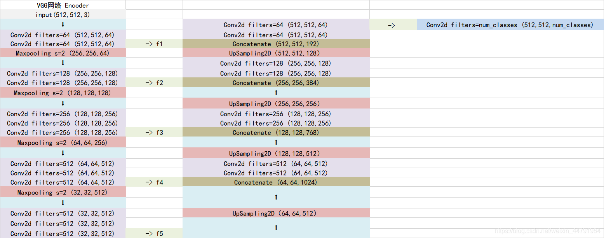 VGG网络 Encoder
input(512,512,3)
↓
Conv2d filters=64 (512,512,64)
Conv2d filters=64 (512,512,64)
Maxpooling s=2 (256,256,64)
↓
Conv2d filters=128 (256,256,128)
Conv2d filters=128 (256,256,128)
Maxpooling s=2 (128,128,128)
↓
Conv2d filters=256 (128,128,256)
Conv2d filters=256 (128,128,256)
Conv2d filters=256 (128,128,256)
Maxpooling s=2 (64,64,256)
↓
Conv2d filters=512 (64,64,512)
Conv2d filters=512 (64,64,512)
Conv2d filters=512 (64,64,512)
Maxpooling s=2 (32,32,512)
↓
Conv2d filters=512 (32,32,512)
Conv2d filters=512 (32,32,512)
Conv2d filters=512 (32,32,512)
-> f1
-> f2
-> f3
-> f4
-> f5
Conv2d filters=64 (512,512,64)
Conv2d filters=64 (512,512,64)
Concatenate (512,512,192)
UpSampling2D (512,512,128)
Conv2d filters=128 (256,256,128)
Conv2d filters=128 (256,256,128)
Concatenate (256,256,384)
↑
UpSampling2D (256,256,256)
Conv2d filters=256 (128,128,256)
Conv2d filters=256 (128,128,256)
Concatenate (128,128,768)
↑
UpSampling2D (128,128,512)
Conv2d filters=512 (64,64,512)
Conv2d filters=512 (64,64,512)
Concatenate (64,64,1024)
↑
UpSampling2D (64,64,512)
↑
-> Conv2d filters=num_classes (512,512,num_classes)